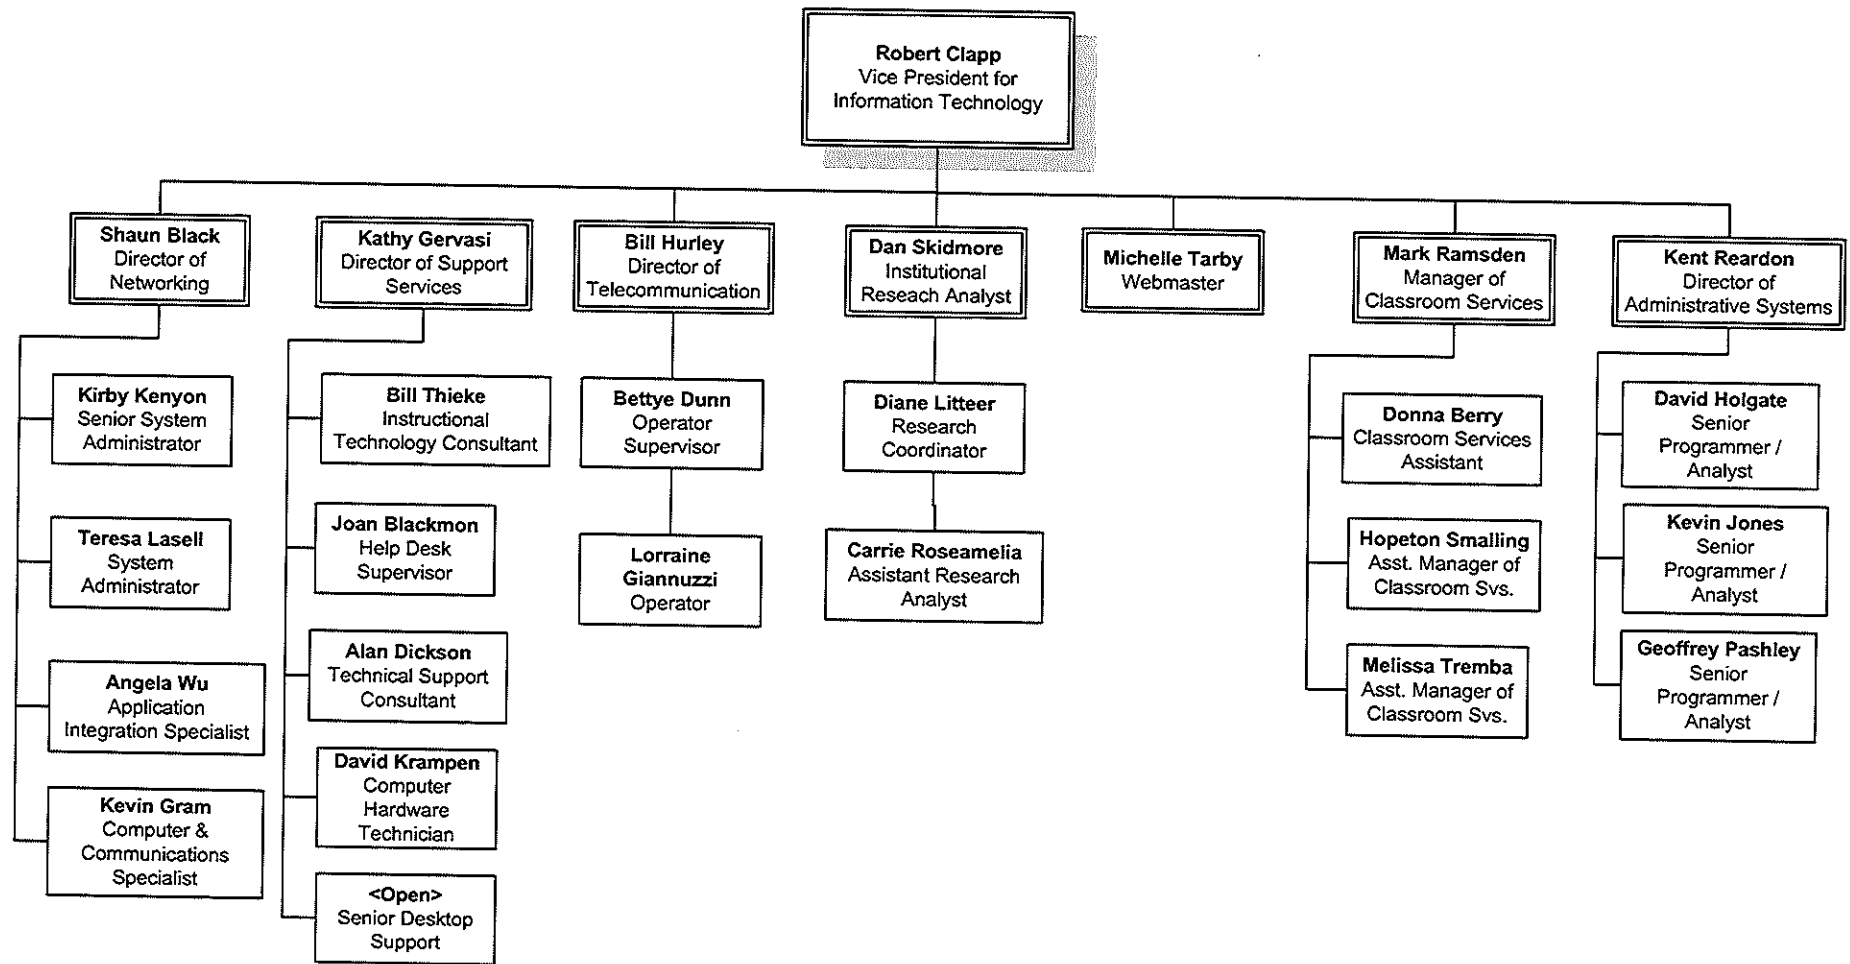 Robert Clapp
Vice President for
Information Technology
Shaun Black
Director of
Networking
Kathy Gervasi
Director of Support
Services
Bill Hurley
Director of
Telecommunication
Dan Skidmore
Institutional
Reseach Analyst
Michelle Tarby
Webmaster
Mark Ramsden
Manager of
Classroom Services
Kent Reardon
Director of
Administrative Systems
Kirby Kenyon
Senior System
Administrator
Teresa Lasell
System
Administrator
Angela Wu
Application
Integration Specialist
Kevin Gram
Computer &
Communications
Specialist
Bill Thieke
Instructional
Technology Consultant
Joan Blackmon
Help Desk
Supervisor
Alan Dickson
Technical Support
Consultant
David Krampen
Computer
Hardware
Technician
<Open>
Senior Desktop
Support
Bettye Dunn
Operator
Supervisor
Lorraine
Giannuzzi
Operator
Diane Litteer
Research
Coordinator
Carrie Roseamelia
Assistant Research
Analyst
Donna Berry
Classroom Services
Assistant
Hopeton Smalling
Asst. Manager of
Classroom Svs.
Melissa Tremba
Asst. Manager of
Classroom Svs.
David Holgate
Senior
Programmer /
Analyst
Kevin Jones
Senior
Programmer /
Analyst
Geoffrey Pashley
Senior
Programmer /
Analyst